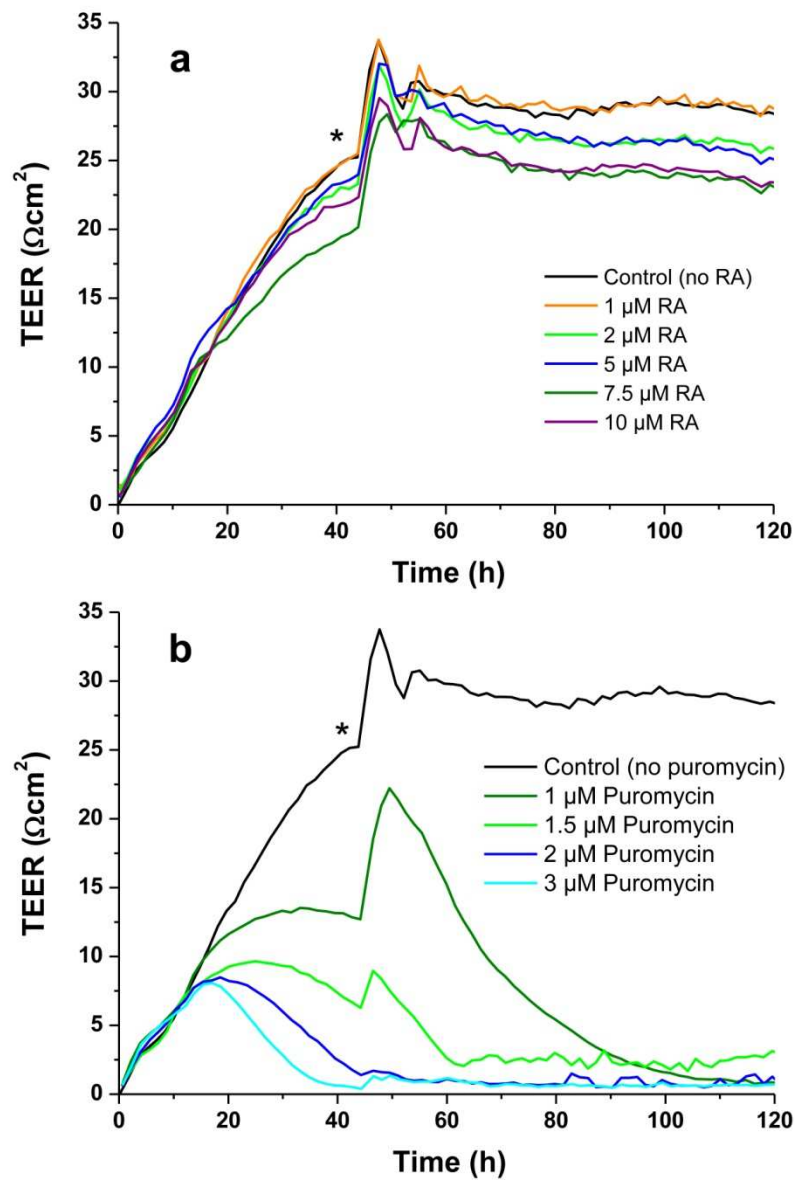 a
35
30
25
20
15
10
5
0
TEER (Ωcm²)
*
Control (no RA)
1 µM RA
2 µM RA
5 µM RA
7.5 µM RA
10 µM RA
0 20 40 60 80 100 120
Time (h)
b
35
30
25
20
15
10
5
0
TEER (Ωcm²)
*
Control (no puromycin)
1 µM Puromycin
1.5 µM Puromycin
2 µM Puromycin
3 µM Puromycin
0 20 40 60 80 100 120
Time (h)